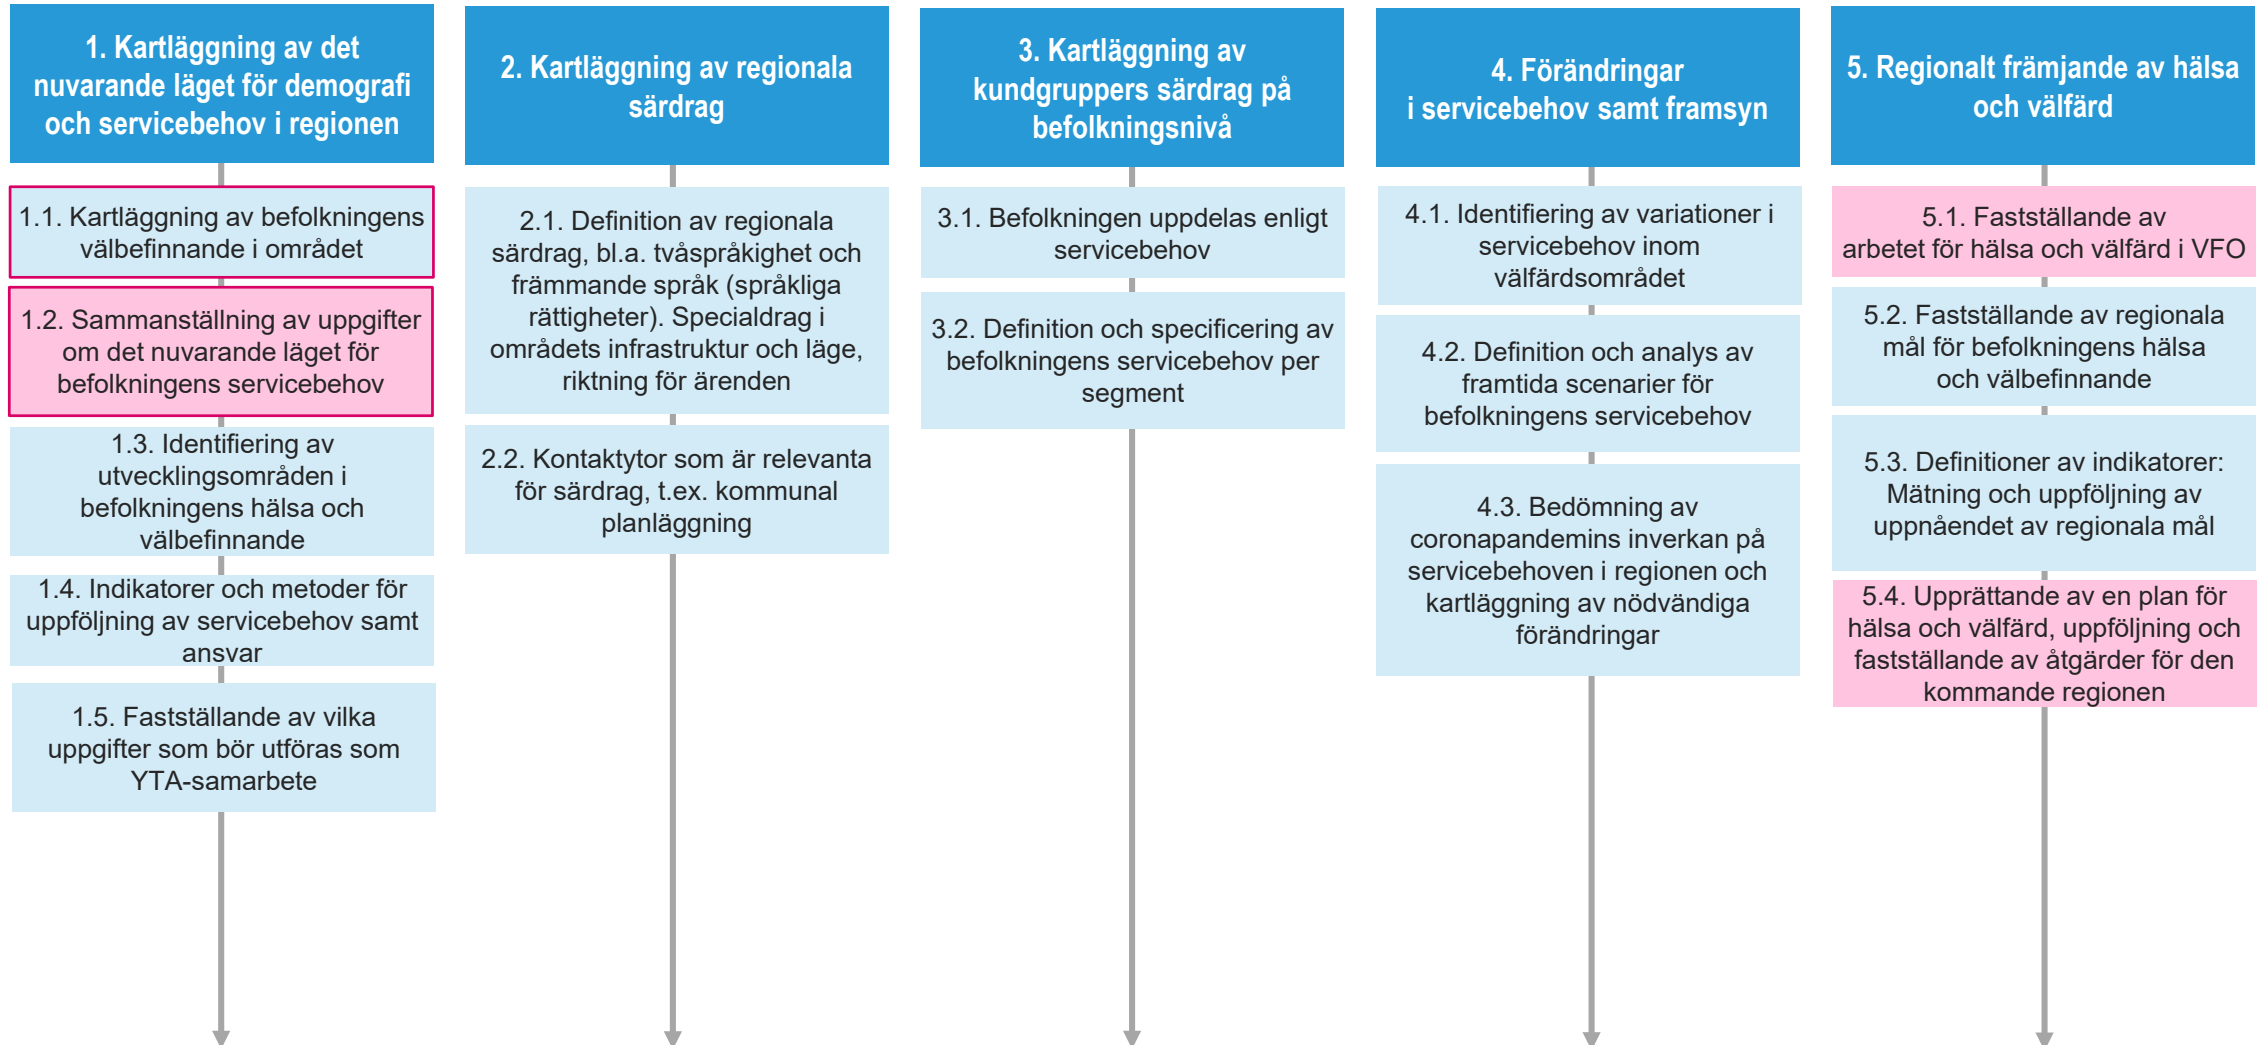 1. Kartläggning av det
nuvarande läget för demografi
och servicebehov i regionen
1.1. Kartläggning av befolkningens
välbefinnande i området
1.2. Sammanställning av uppgifter
om det nuvarande läget för
befolkningens servicebehov
1.3. Identifiering av
utvecklingsområden i
befolkningens hälsa och
välbefinnande
1.4. Indikatorer och metoder för
uppföljning av servicebehov samt
ansvar
1.5. Fastställande av vilka
uppgifter som bör utföras som
YTA-samarbete
2. Kartläggning av regionala
särdrag
2.1. Definition av regionala
särdrag, bl.a. tvåspråkighet och
främmande språk (språkliga
rättigheter). Specialdrag i
områdets infrastruktur och läge,
riktning för ärenden
2.2. Kontaktytor som är relevanta
för särdrag, t.ex. kommunal
planläggning
3. Kartläggning av
kundgruppers särdrag på
befolkningsnivå
3.1. Befolkningen uppdelas enligt
servicebehov
3.2. Definition och specificering av
befolkningens servicebehov per
segment
4. Förändringar
i servicebehov samt framsyn
4.1. Identifiering av variationer i
servicebehov inom
välfärdsområdet
4.2. Definition och analys av
framtida scenarier för
befolkningens servicebehov
4.3. Bedömning av
coronapandemins inverkan på
servicebehoven i regionen och
kartläggning av nödvändiga
förändringar
5. Regionalt främjande av hälsa
och välfärd
5.1. Fastställande av
arbetet för hälsa och välfärd i VFO
5.2. Fastställande av regionala
mål för befolkningens hälsa
och välbefinnande
5.3. Definitioner av indikatorer:
Mätning och uppföljning av
uppnåendet av regionala mål
5.4. Upprättande av en plan för
hälsa och välfärd, uppföljning och
fastställande av åtgärder för den
kommande regionen